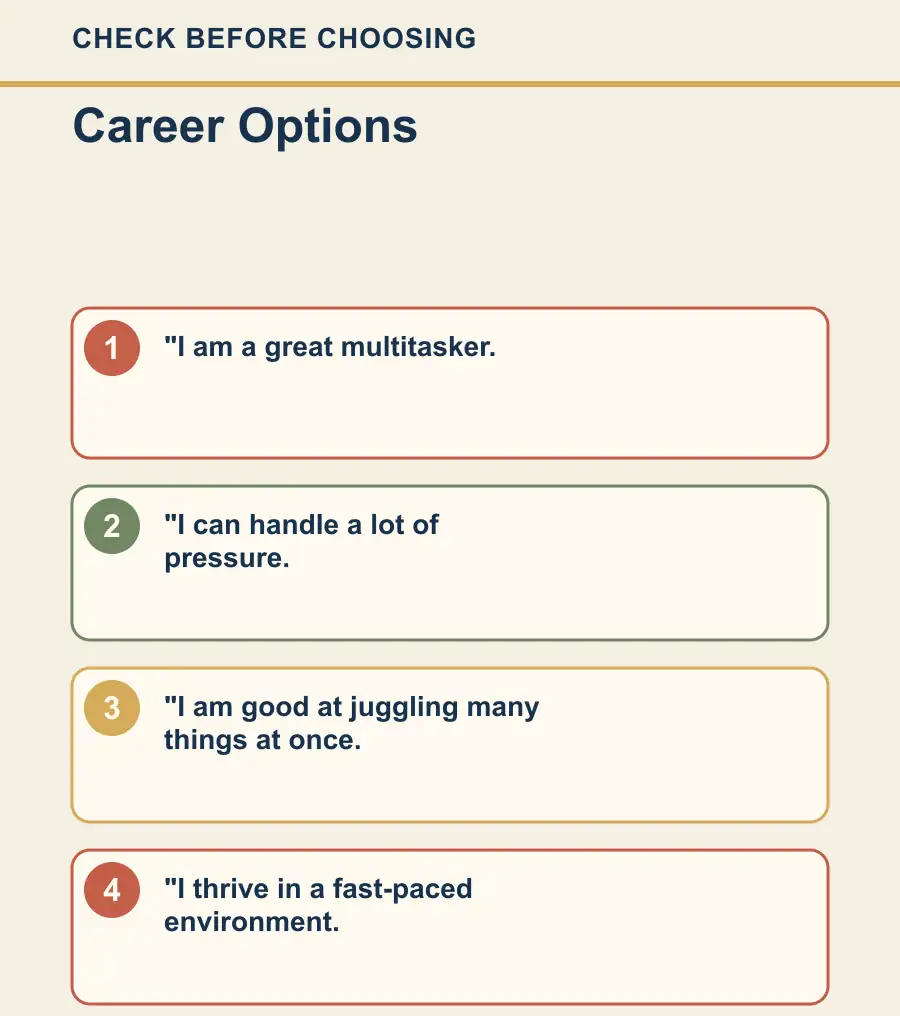 CHECK BEFORE CHOOSING
Career Options
1
"I am a great multitasker.
2
"I can handle a lot of
pressure.
3
"I am good at juggling many
things at once.
4
"I thrive in a fast-paced
environment.